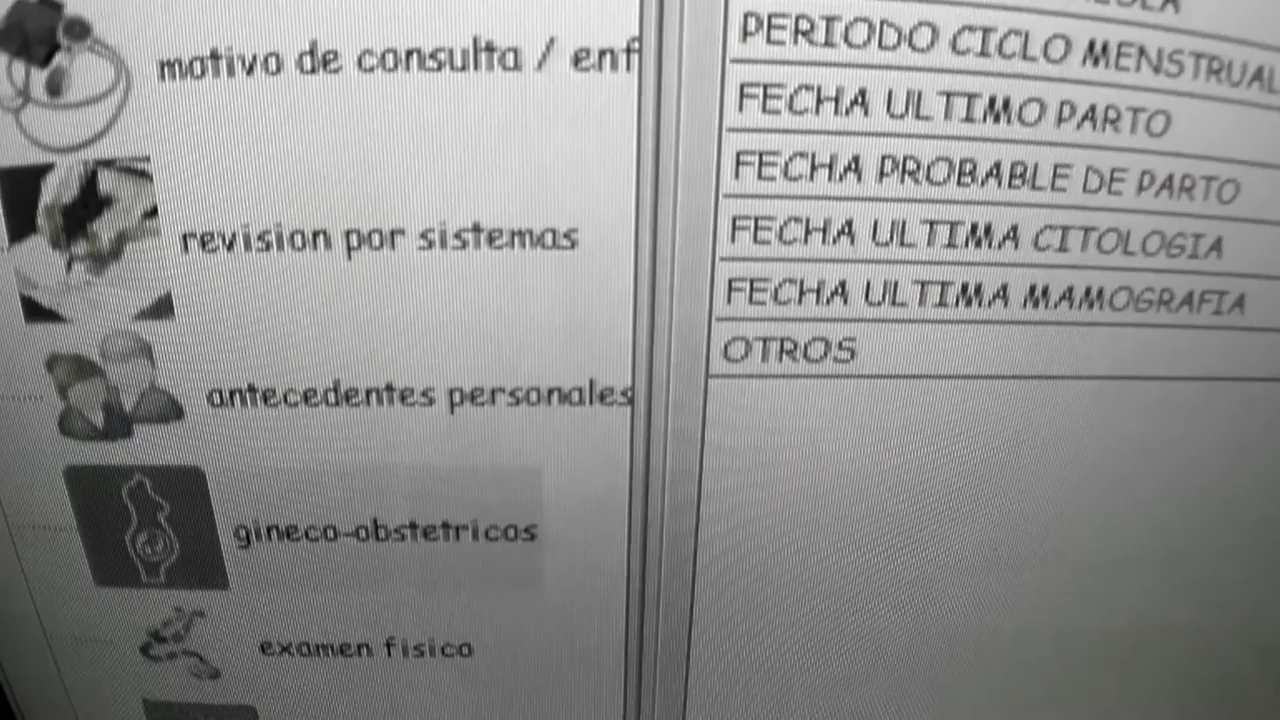 motivo de consulta / enf
revision por sistemas
antecedentes personales
gineco-obstetricos
examen fisico
PERIODO CICLO MENSTRUAL
FECHA ULTIMO PARTO
FECHA PROBABLE DE PARTO
FECHA ULTIMA CITOLOGIA
FECHA ULTIMA MAMOGRAFIA
OTROS